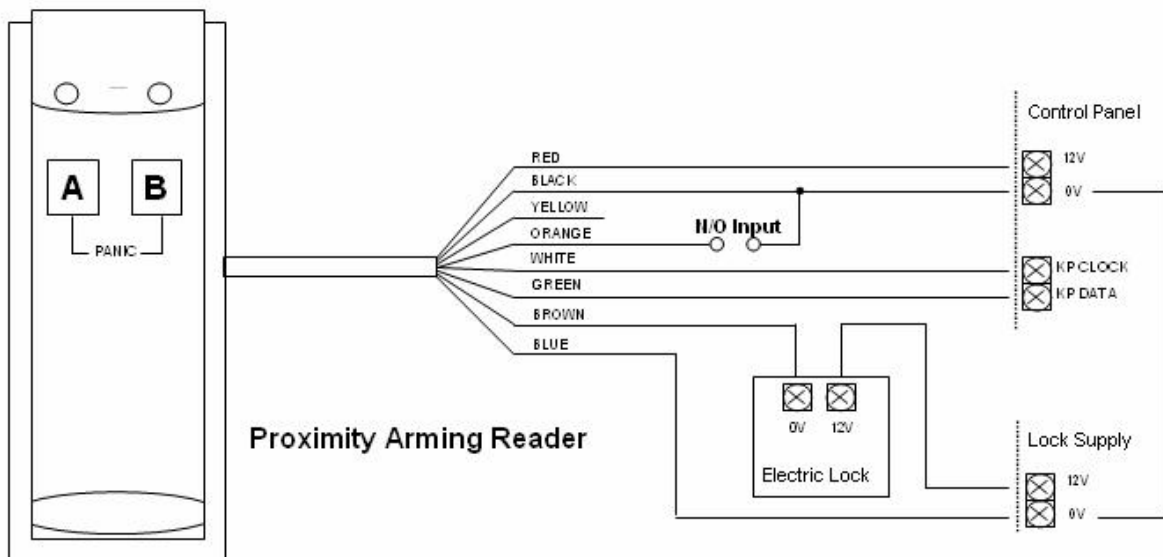 A
B
PANIC
Proximity Arming Reader
RED
BLACK
YELLOW
ORANGE
WHITE
GREEN
BROWN
BLUE
N/O Input
Control Panel
12V
0V
KP CLOCK
KP DATA
0V
12V
Electric Lock
Lock Supply
12V
0V